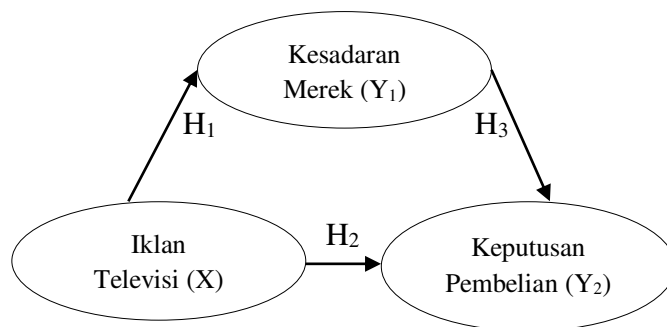 Kesadaran
Merek (Y₁)
H₁
H₃
Iklan
Televisi (X)
H₂
Keputusan
Pembelian (Y₂)